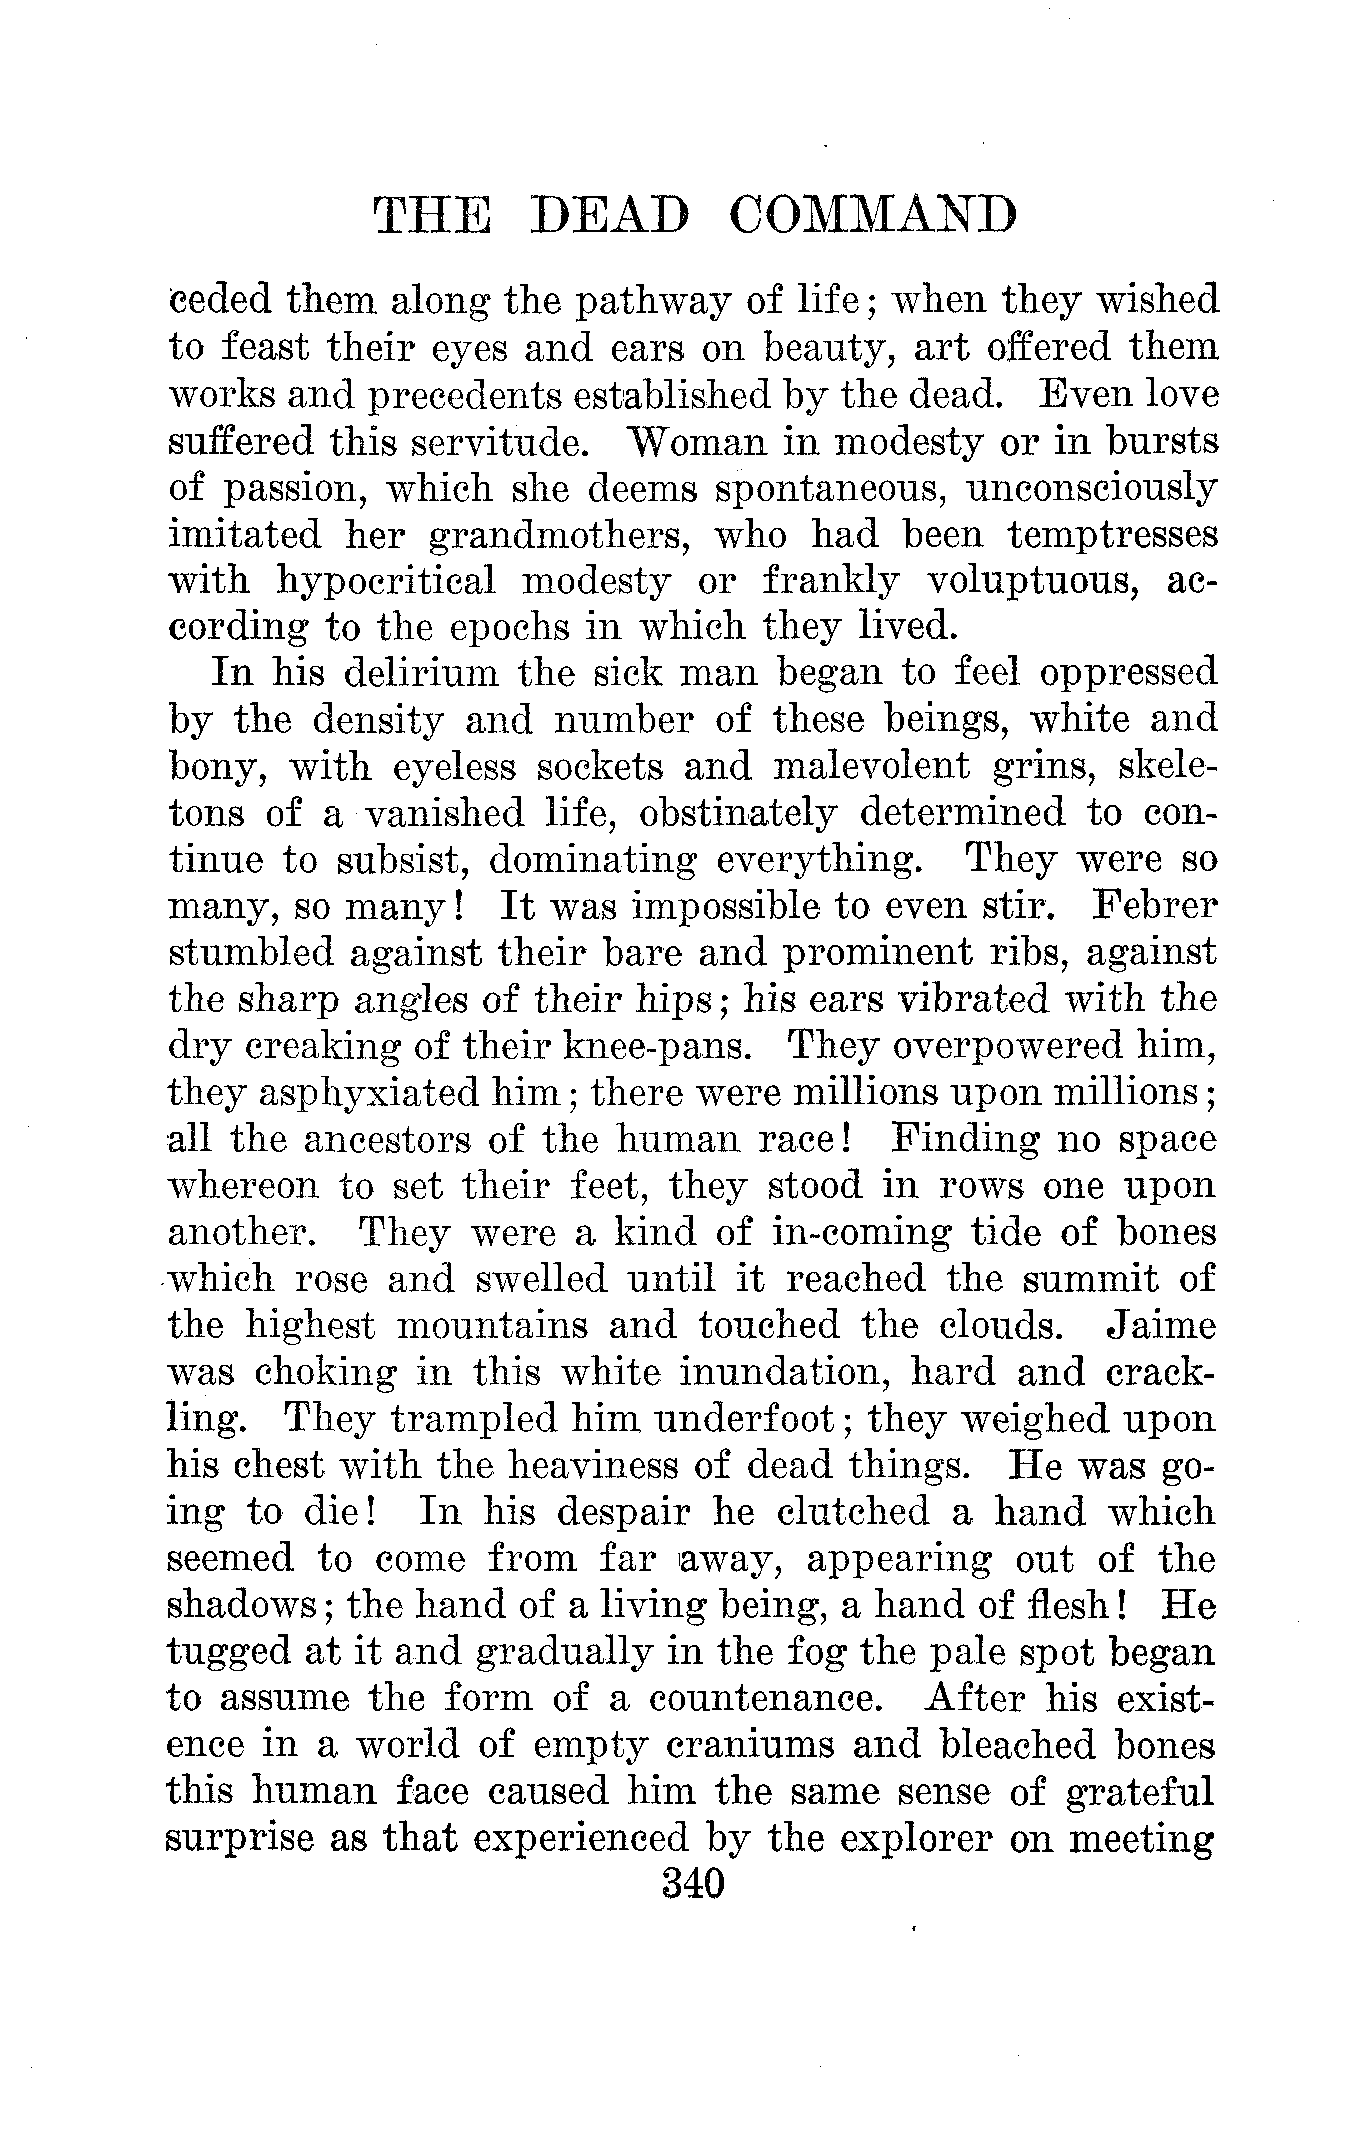 THE DEAD COMMAND
ceded them along the pathway of life; when they wished
to feast their eyes and ears on beauty, art offered them
works and precedents established by the dead. Even love
suffered this servitude. Woman in modesty or in bursts
of passion, which she deems spontaneous, unconsciously
imitated her grandmothers, who had been temptresses
with hypocritical modesty or frankly voluptuous, ac-
cording to the epochs in which they lived.
In his delirium the sick man began to feel oppressed
by the density and number of these beings, white and
bony, with eyeless sockets and malevolent grins, skele-
tons of a vanished life, obstinately determined to con-
tinue to subsist, dominating everything. They were so
many, so many! It was impossible to even stir. Febrer
stumbled against their bare and prominent ribs, against
the sharp angles of their hips; his ears vibrated with the
dry creaking of their knee-pans. They overpowered him,
they asphyxiated him; there were millions upon millions;
all the ancestors of the human race! Finding no space
whereon to set their feet, they stood in rows one upon
another. They were a kind of in-coming tide of bones
which rose and swelled until it reached the summit of
the highest mountains and touched the clouds. Jaime
was choking in this white inundation, hard and crack-
ling. They trampled him underfoot; they weighed upon
his chest with the heaviness of dead things. He was go-
ing to die! In his despair he clutched a hand which
seemed to come from far away, appearing out of the
shadows; the hand of a living being, a hand of flesh! He
tugged at it and gradually in the fog the pale spot began
to assume the form of a countenance. After his exist-
ence in a world of empty craniums and bleached bones
this human face caused him the same sense of grateful
surprise as that experienced by the explorer on meeting
340